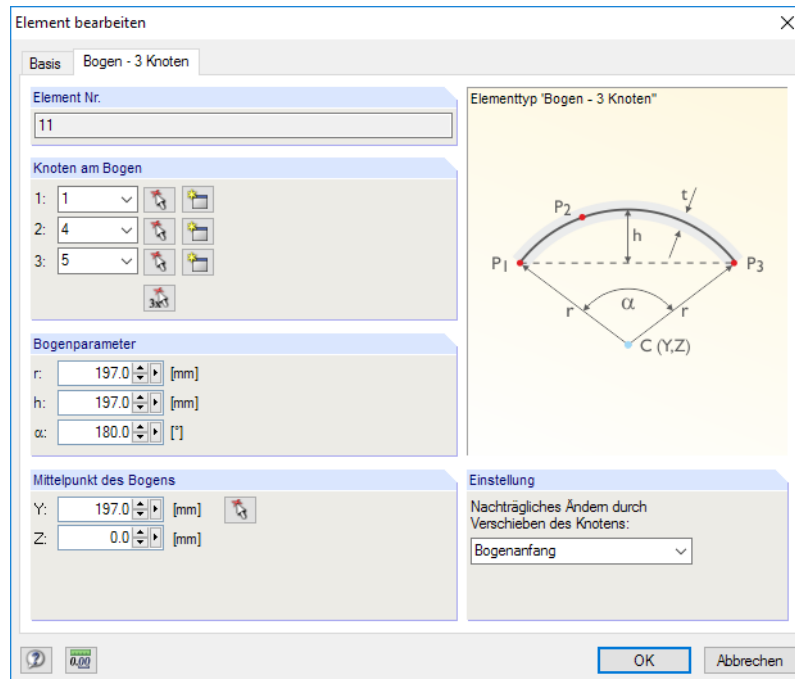 Element bearbeiten
Basis
Bogen - 3 Knoten
Element Nr.
11
Knoten am Bogen
1: 1
2: 4
3: 5
3x
Bogenparameter
r: 197.0 [mm]
h: 197.0 [mm]
α: 180.0 [°]
Mittelpunkt des Bogens
Y: 197.0 [mm]
Z: 0.0 [mm]
Elementtyp 'Bogen - 3 Knoten"
P2
t
h
P1
P3
r
α
r
C (Y,Z)
Einstellung
Nachträgliches Ändern durch
Verschieben des Knotens:
Bogenanfang
0.00
OK
Abbrechen